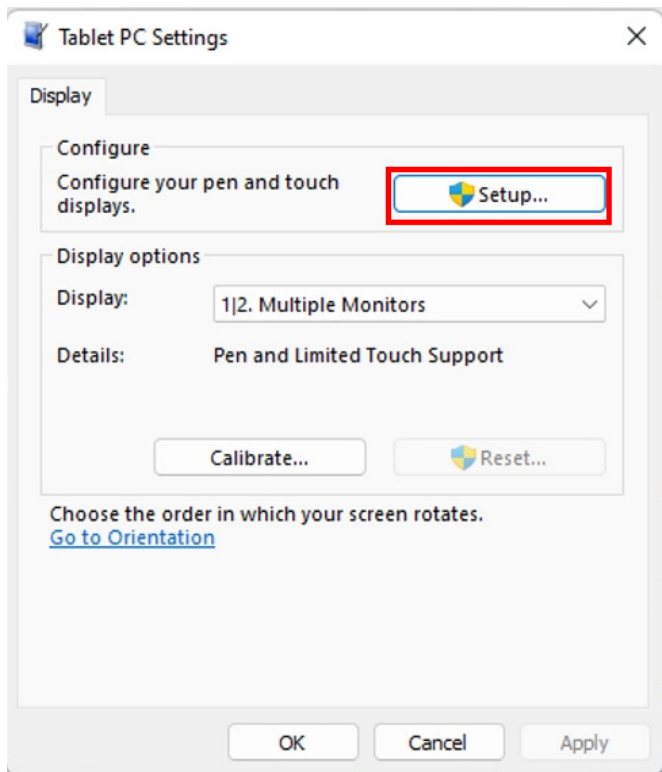 Tablet PC Settings
Display
Configure
Configure your pen and touch
displays.
Setup...
Display options
Display:
1|2. Multiple Monitors
Details:
Pen and Limited Touch Support
Calibrate...
Reset...
Choose the order in which your screen rotates.
Go to Orientation
OK
Cancel
Apply